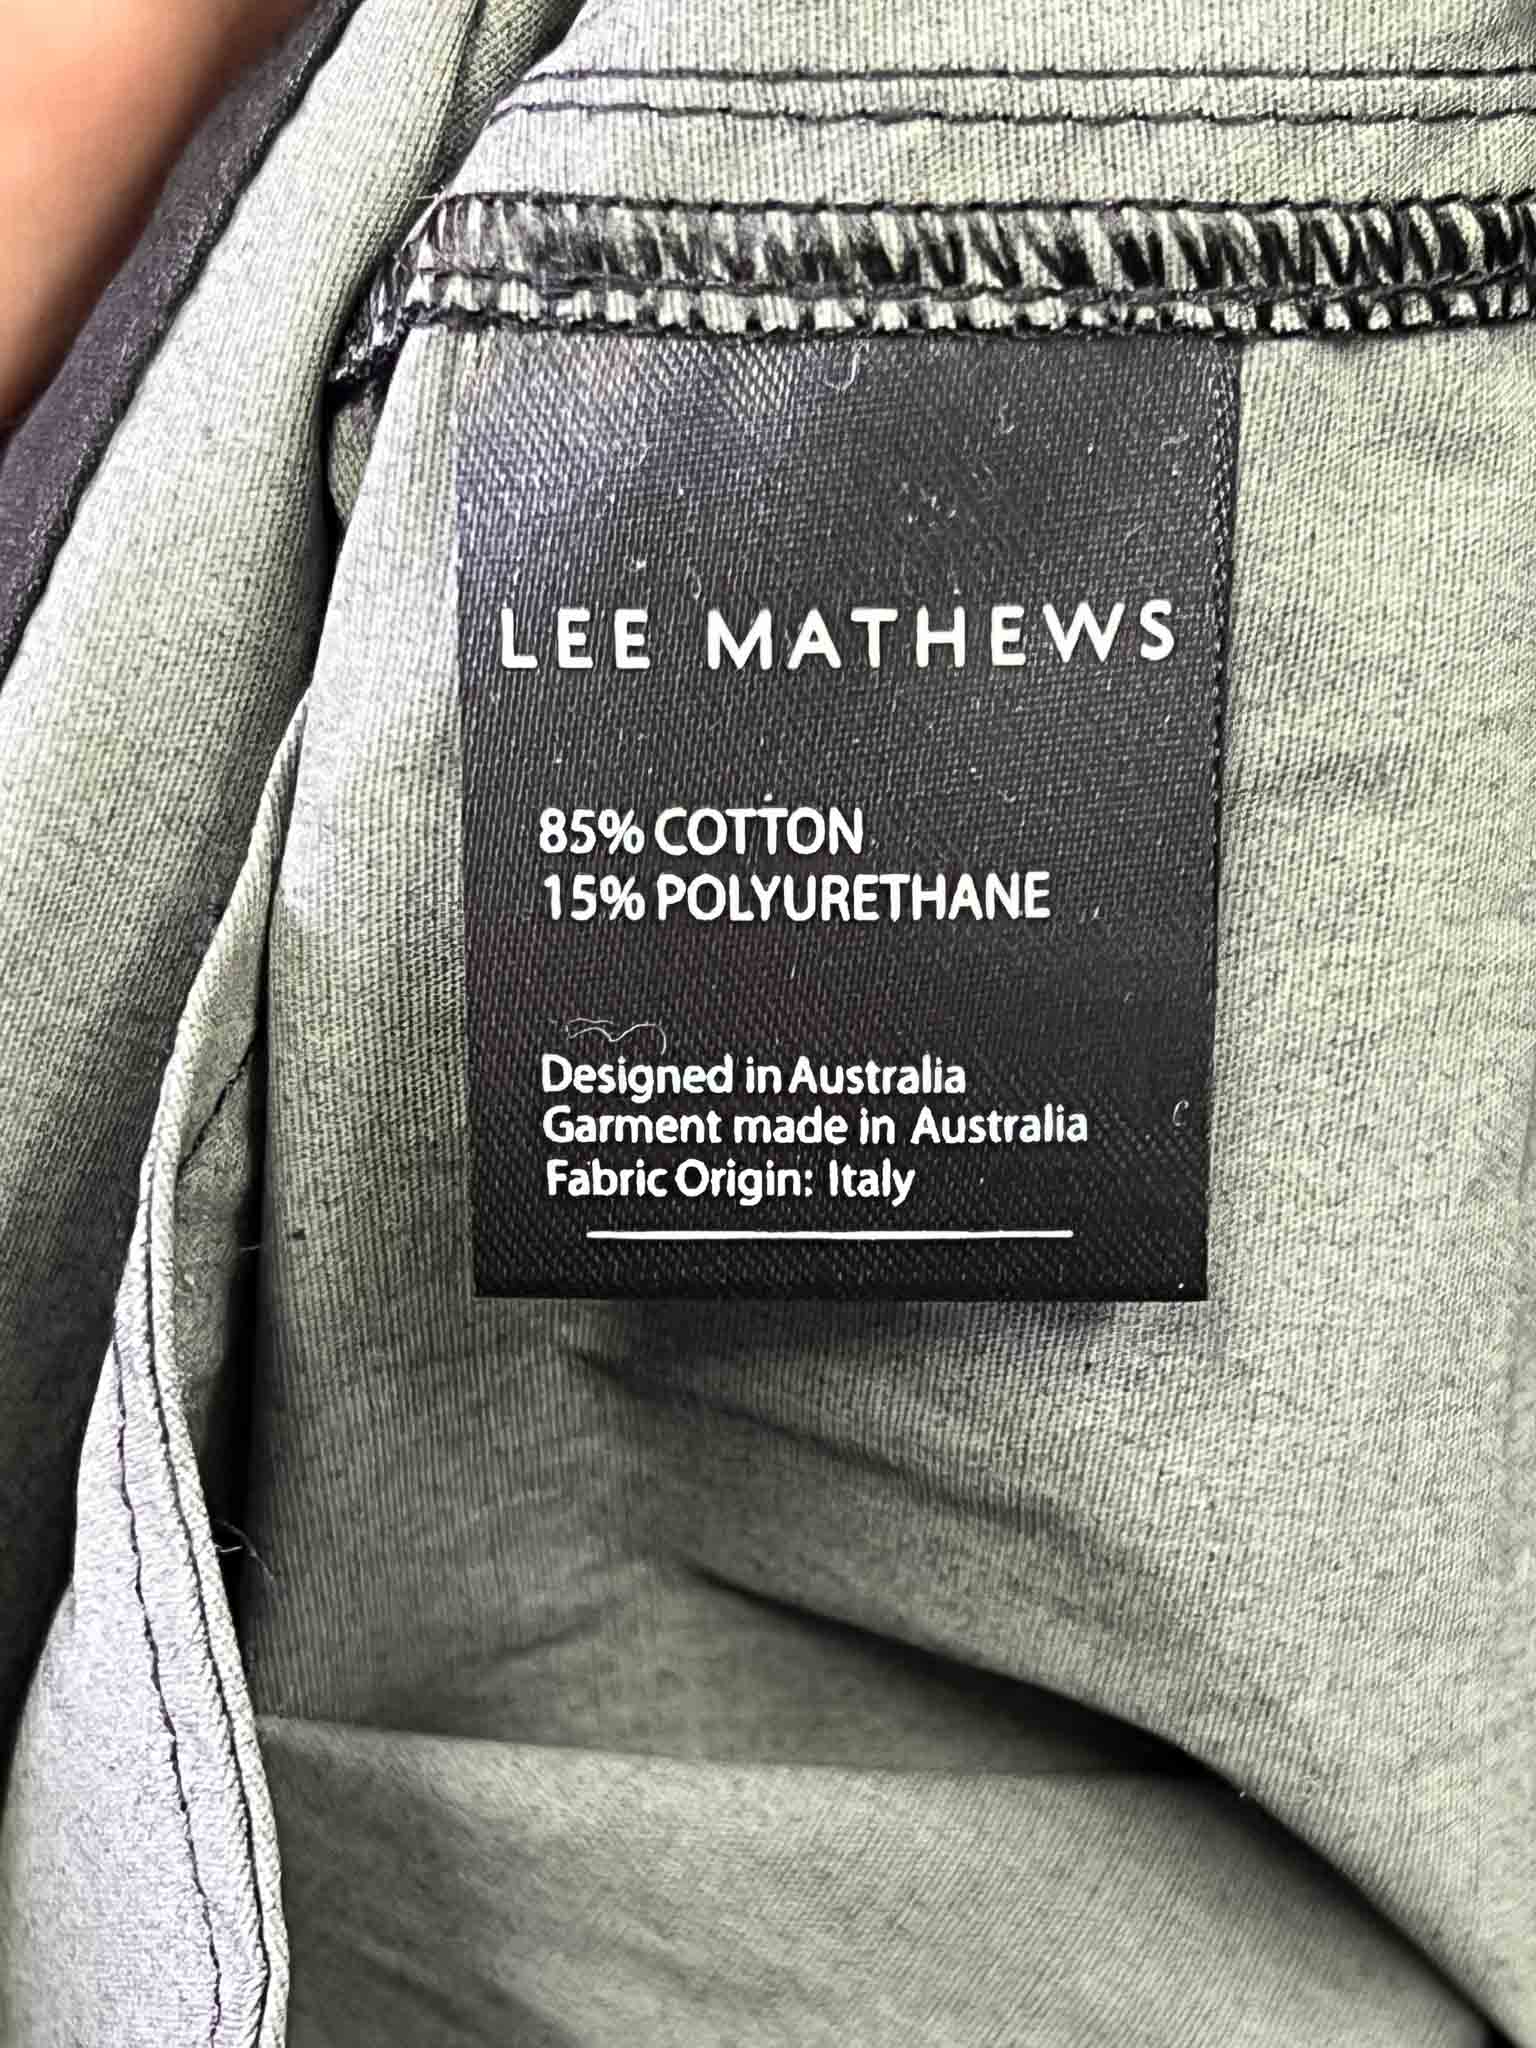 LEE MATHEWS
85% COTTON
15% POLYURETHANE
Designed in Australia
Garment made in Australia
Fabric Origin: Italy